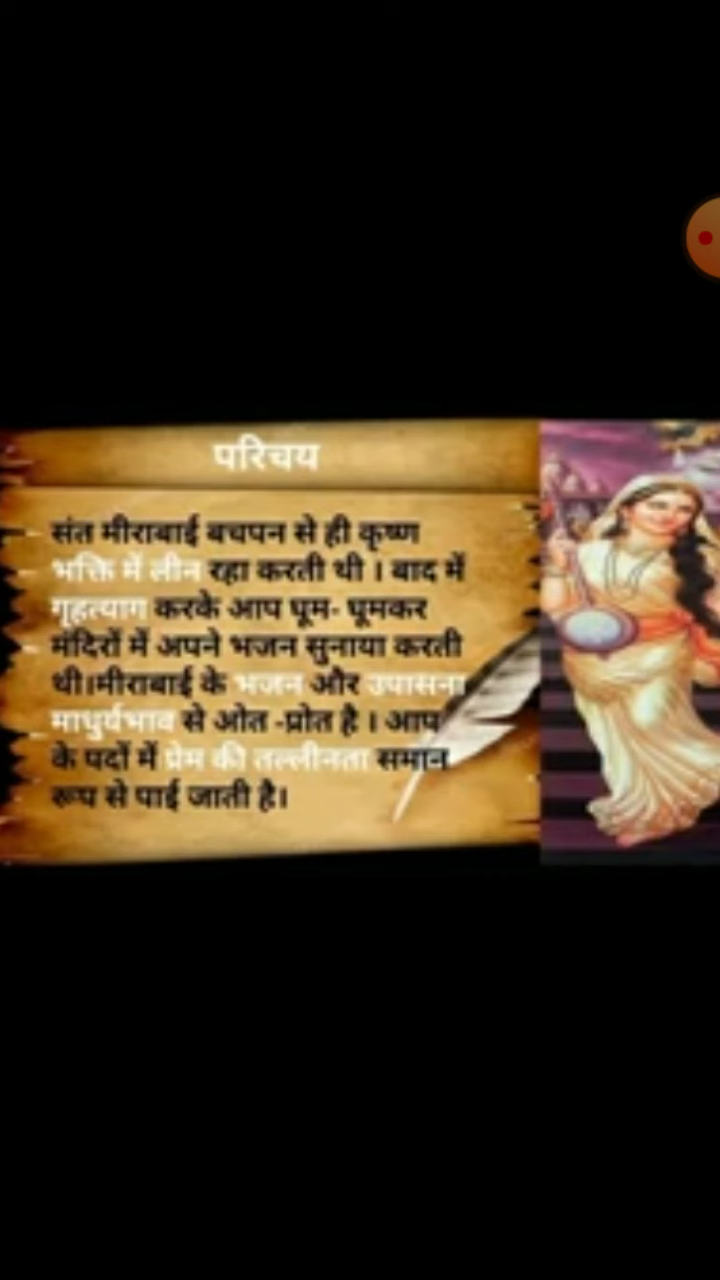 परिचय
संत मीराबाई बचपन से ही कृष्ण
भक्ति में लीन रहा करती थी । बाद में
गृहत्याग करके आप घूम- घूमकर
मंदिरों में अपने भजन सुनाया करती
थी।मीराबाई के भजन और उपासना
माधुर्यभाव से ओत -प्रोत है । आप
के पदों में प्रेम की तल्लीनता समान
रूप से पाई जाती है।